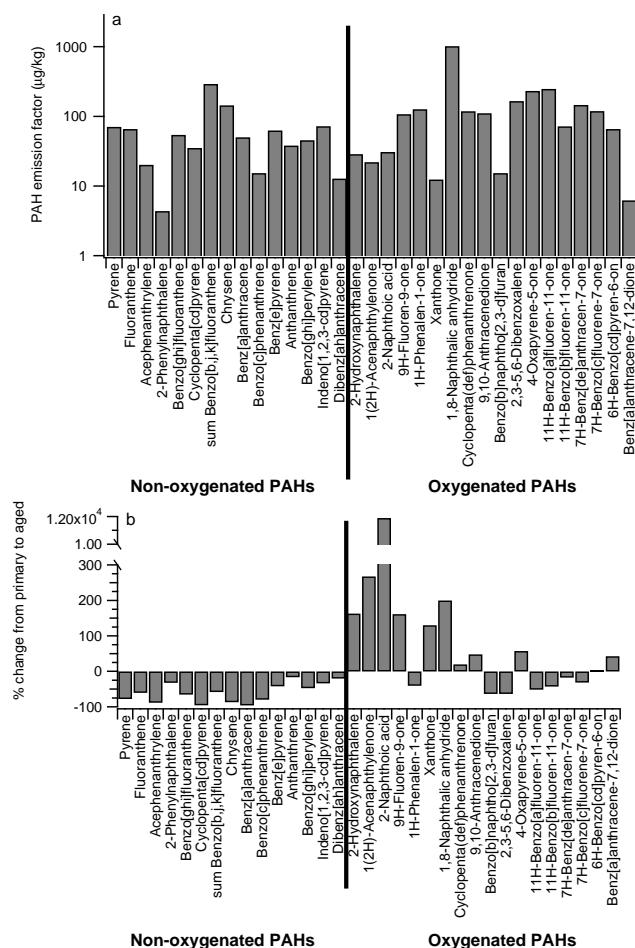 a
PAH emission factor (µg/kg)
1000
100
10
1
Pyrene
Fluoranthene
Acephenanthrylene
2-Phenylnaphthalene
Benzo[ghi]fluoranthene
Cyclopenta[cd]pyrene
sum Benzo[b,j,k]fluoranthene
Chrysene
Benz[a]anthracene
Benzo[c]phenanthrene
Benz[e]pyrene
Anthanthrene
Benzo[ghi]perylene
Indeno[1,2,3-cd]pyrene
Dibenz[ah]anthracene
2-Hydroxynaphthalene
1(2H)-Acenaphthylenone
2-Naphthoic acid
9H-Fluoren-9-one
1H-Phenalen-1-one
Xanthone
1,8-Naphthalic anhydride
Cyclopenta(def)phenanthrenone
9,10-Anthracenedione
Benzo[b]naphtho[2,3-d]furan
2,3-5,6-Dibenzoxalene
4-Oxapyrene-5-one
11H-Benzo[a]fluoren-11-one
11H-Benzo[b]fluoren-11-one
7H-Benz[de]anthracen-7-one
7H-Benzo[c]fluorene-7-one
6H-Benzo[cd]pyren-6-on
Benz[a]anthracene-7,12-dione
Non-oxygenated PAHs
Oxygenated PAHs
b
% change from primary to aged
1.20x10⁴
1.00
300
200
100
0
-100
Pyrene
Fluoranthene
Acephenanthrylene
2-Phenylnaphthalene
Benzo[ghi]fluoranthene
Cyclopenta[cd]pyrene
sum Benzo[b,j,k]fluoranthene
Chrysene
Benz[a]anthracene
Benzo[c]phenanthrene
Benz[e]pyrene
Anthanthrene
Benzo[ghi]perylene
Indeno[1,2,3-cd]pyrene
Dibenz[ah]anthracene
2-Hydroxynaphthalene
1(2H)-Acenaphthylenone
2-Naphthoic acid
9H-Fluoren-9-one
1H-Phenalen-1-one
Xanthone
1,8-Naphthalic anhydride
Cyclopenta(def)phenanthrenone
9,10-Anthracenedione
Benzo[b]naphtho[2,3-d]furan
2,3-5,6-Dibenzoxalene
4-Oxapyrene-5-one
11H-Benzo[a]fluoren-11-one
11H-Benzo[b]fluoren-11-one
7H-Benz[de]anthracen-7-one
7H-Benzo[c]fluorene-7-one
6H-Benzo[cd]pyren-6-on
Benz[a]anthracene-7,12-dione
Non-oxygenated PAHs
Oxygenated PAHs